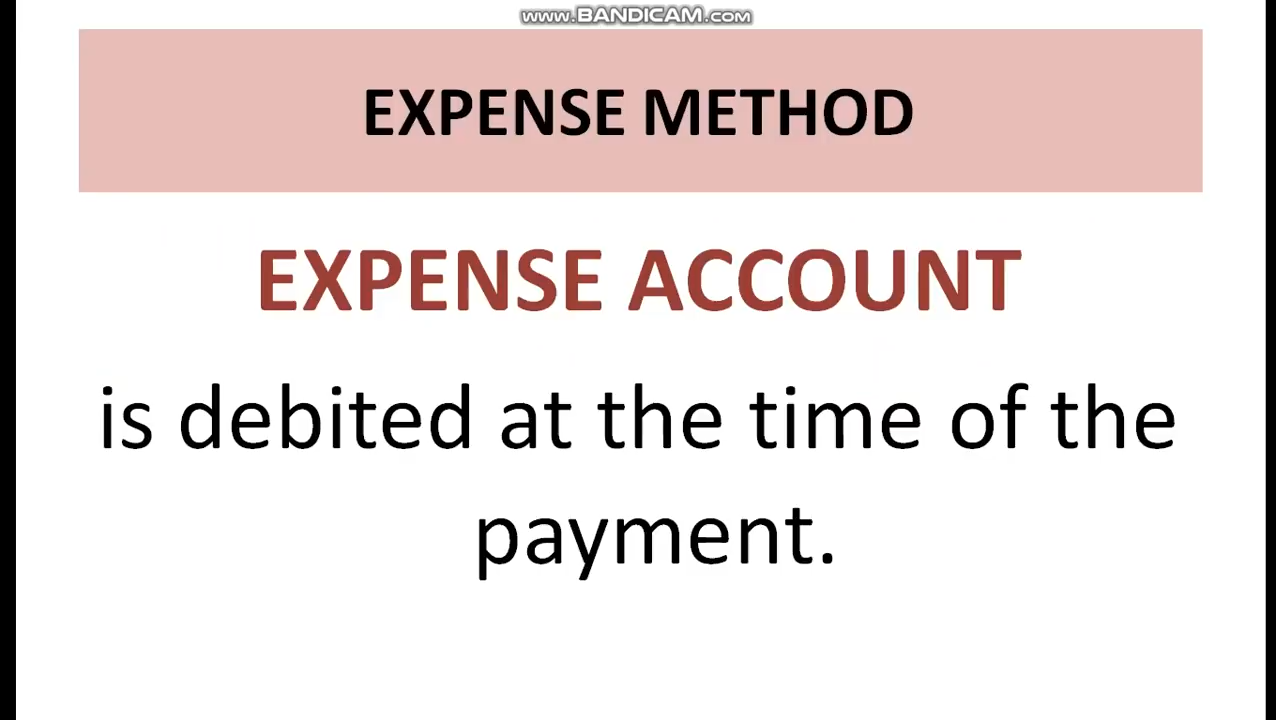 www.BANDICAM.com
EXPENSE METHOD
EXPENSE ACCOUNT
is debited at the time of the
payment.